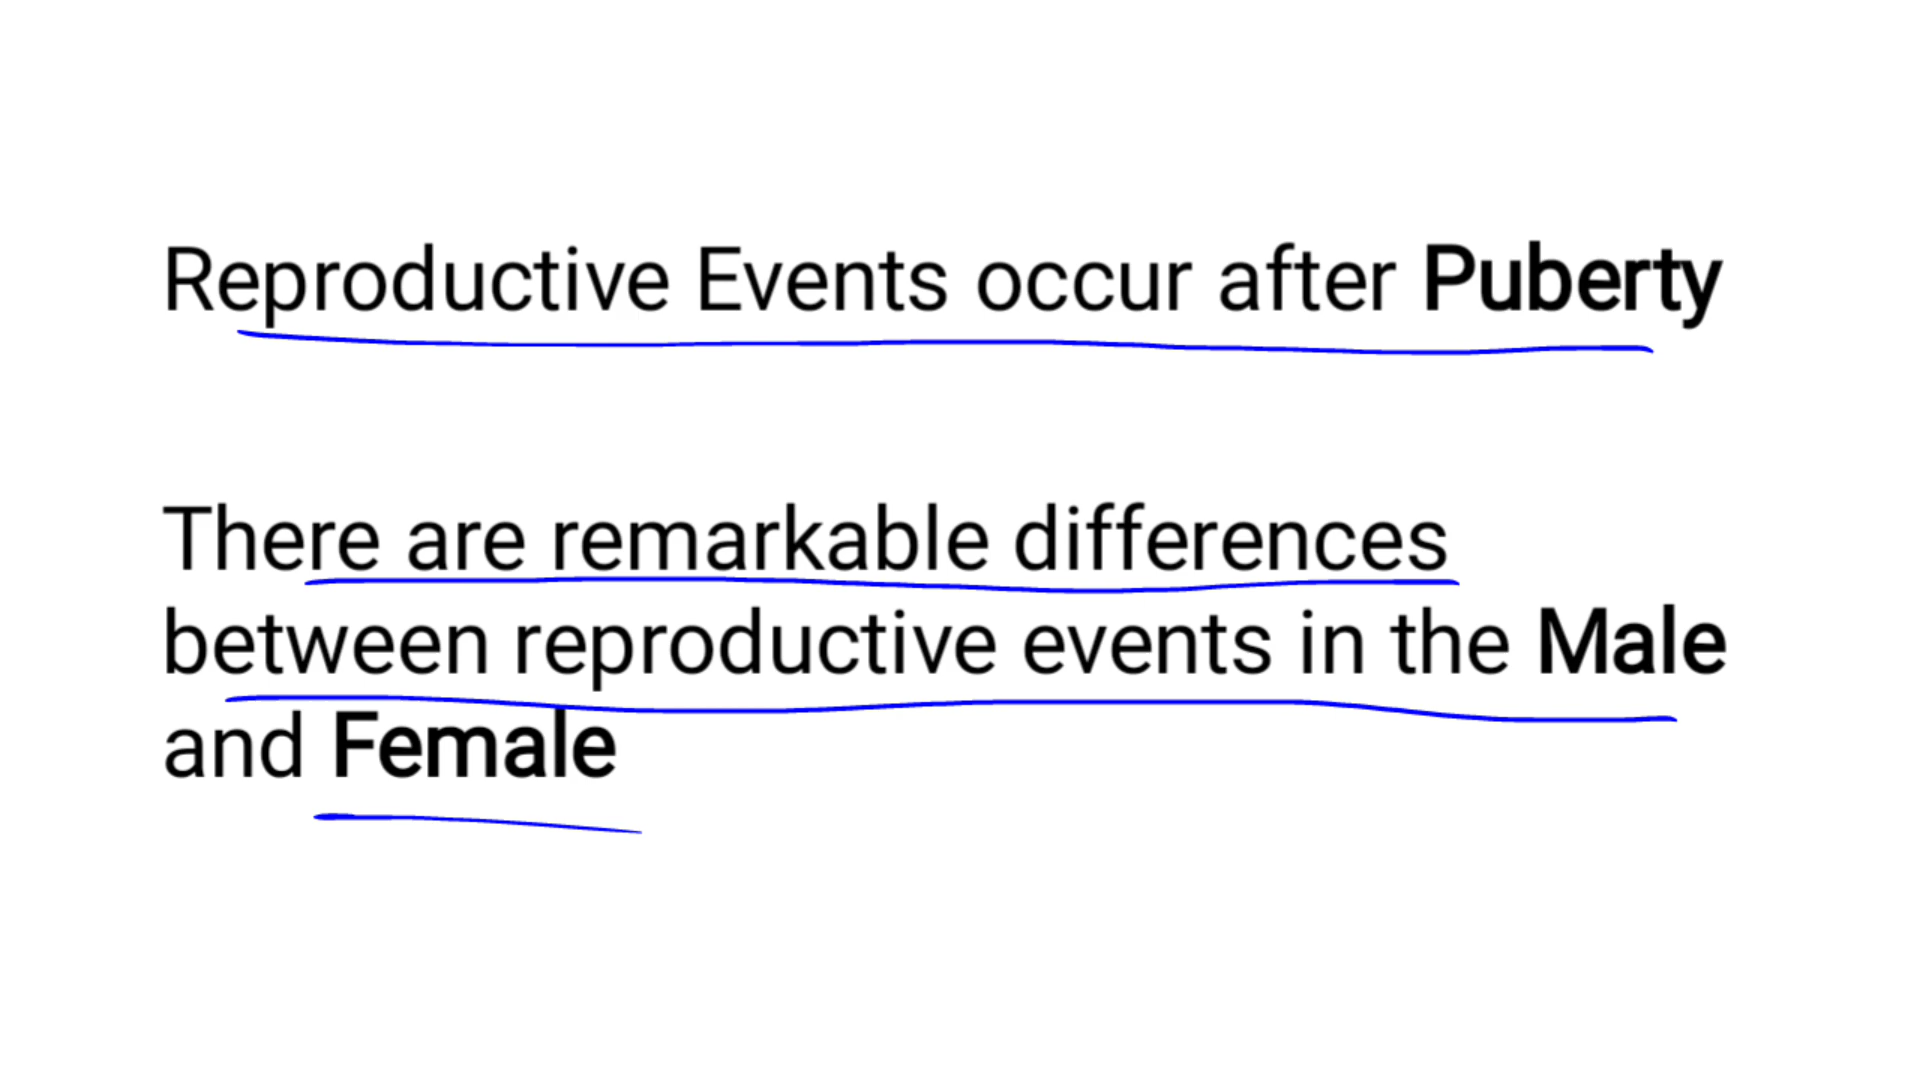 Reproductive Events occur after Puberty
There are remarkable differences
between reproductive events in the Male
and Female